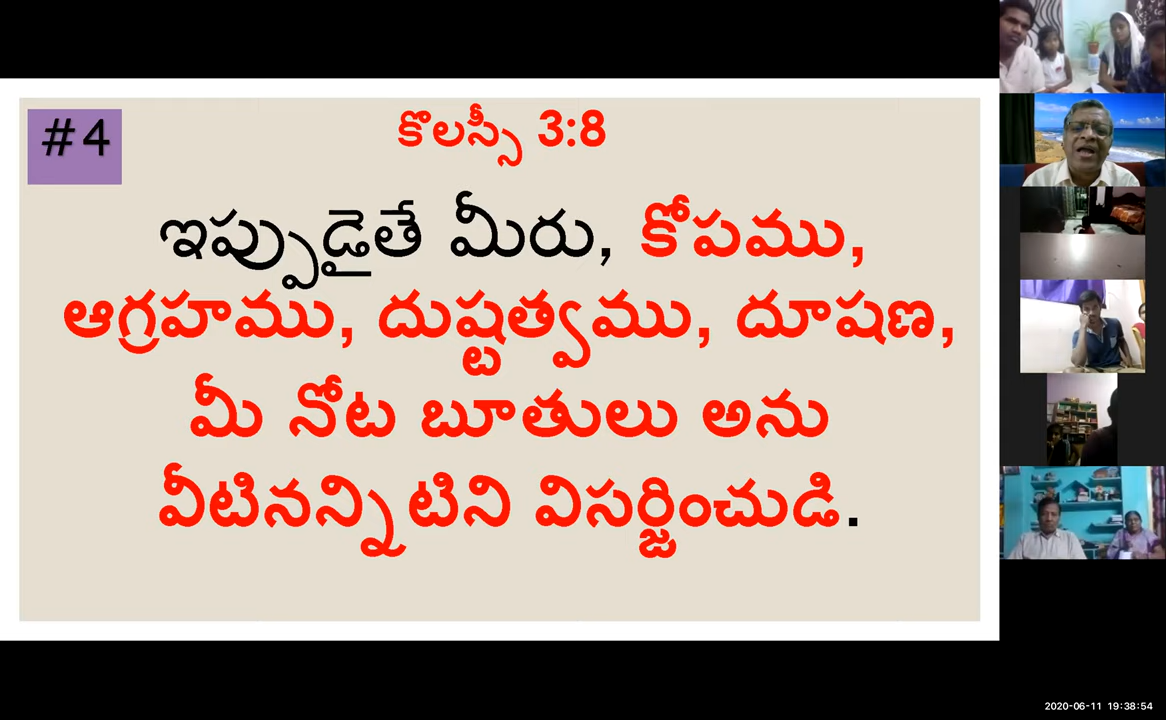 #4
కొలస్సీ 3:8
ఇప్పుడైతే మీరు, కోపము,
ఆగ్రహము, దుష్టత్వము, దూషణ,
మీ నోట బూతులు అను
వీటినన్నిటిని విసర్జించుడి.
2020-06-11 19:38:54